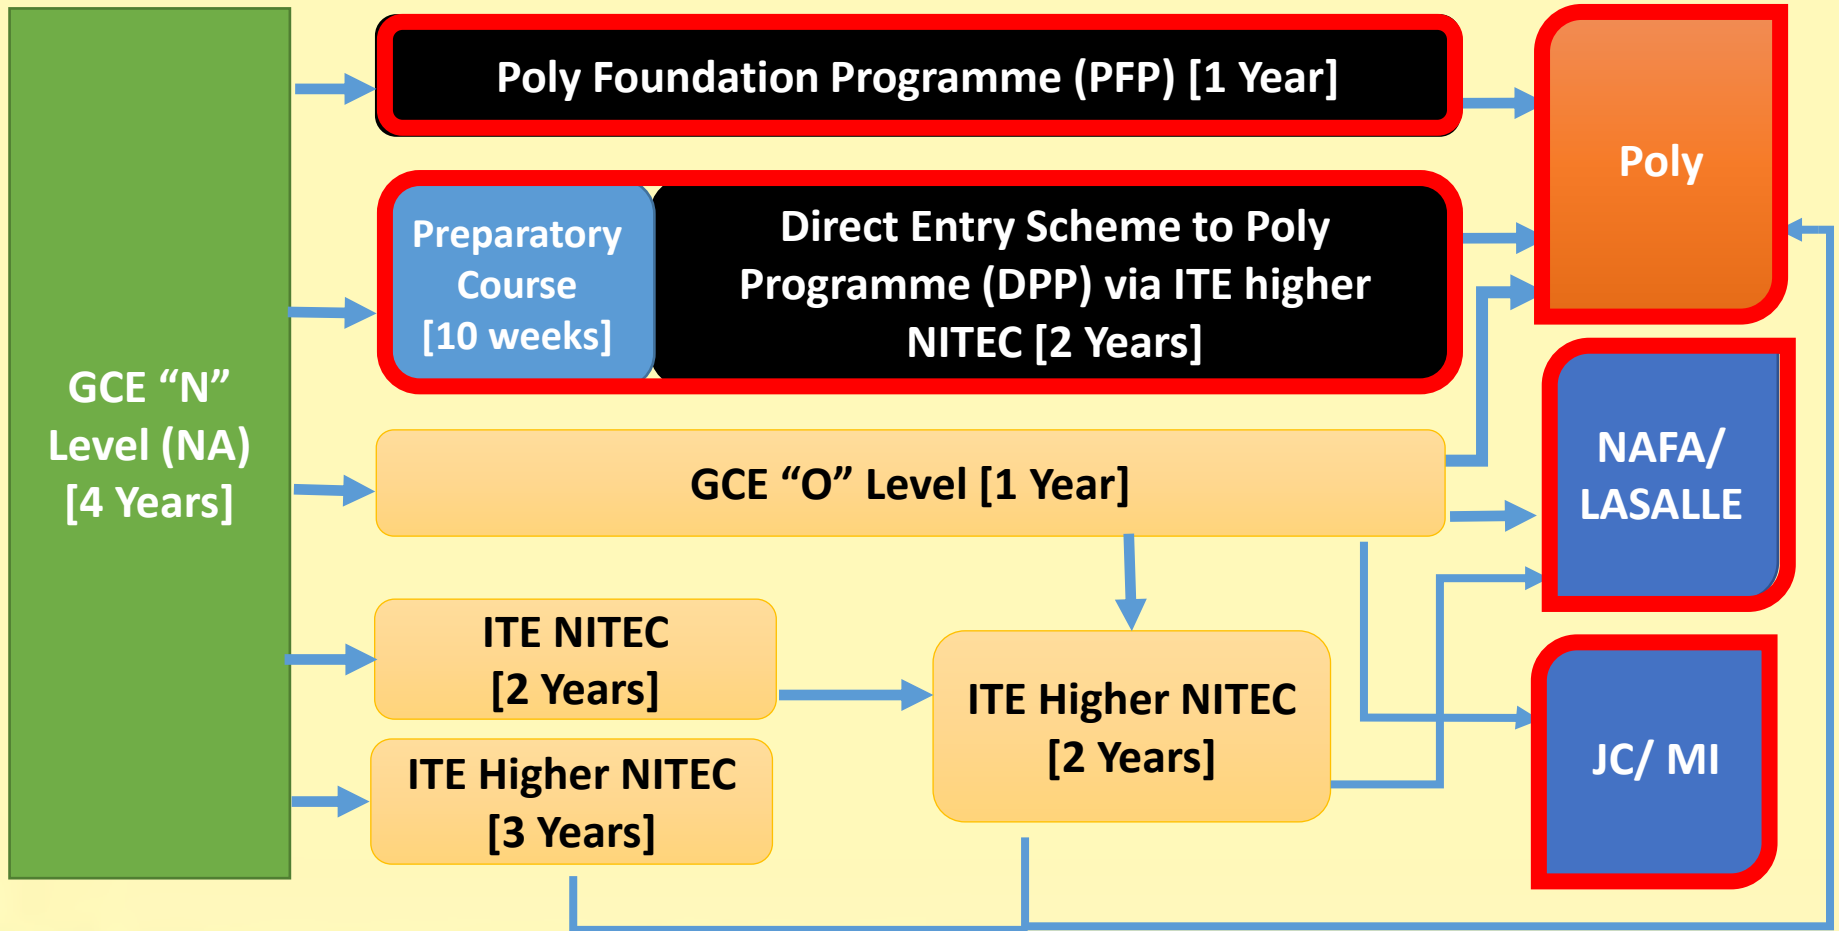 GCE “N”
Level (NA)
[4 Years]
Poly Foundation Programme (PFP) [1 Year]
Preparatory
Course
[10 weeks]
Direct Entry Scheme to Poly
Programme (DPP) via ITE higher
NITEC [2 Years]
GCE “O” Level [1 Year]
ITE NITEC
[2 Years]
ITE Higher NITEC
[3 Years]
ITE Higher NITEC
[2 Years]
Poly
NAFA/
LASALLE
JC/ MI